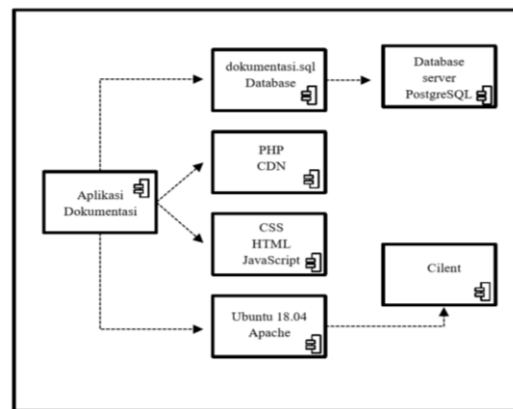 dokumentasi.sql
Database
Database
server
PostgreSQL
PHP
CDN
Aplikasi
Dokumentasi
CSS
HTML
JavaScript
Cilent
Ubuntu 18.04
Apache